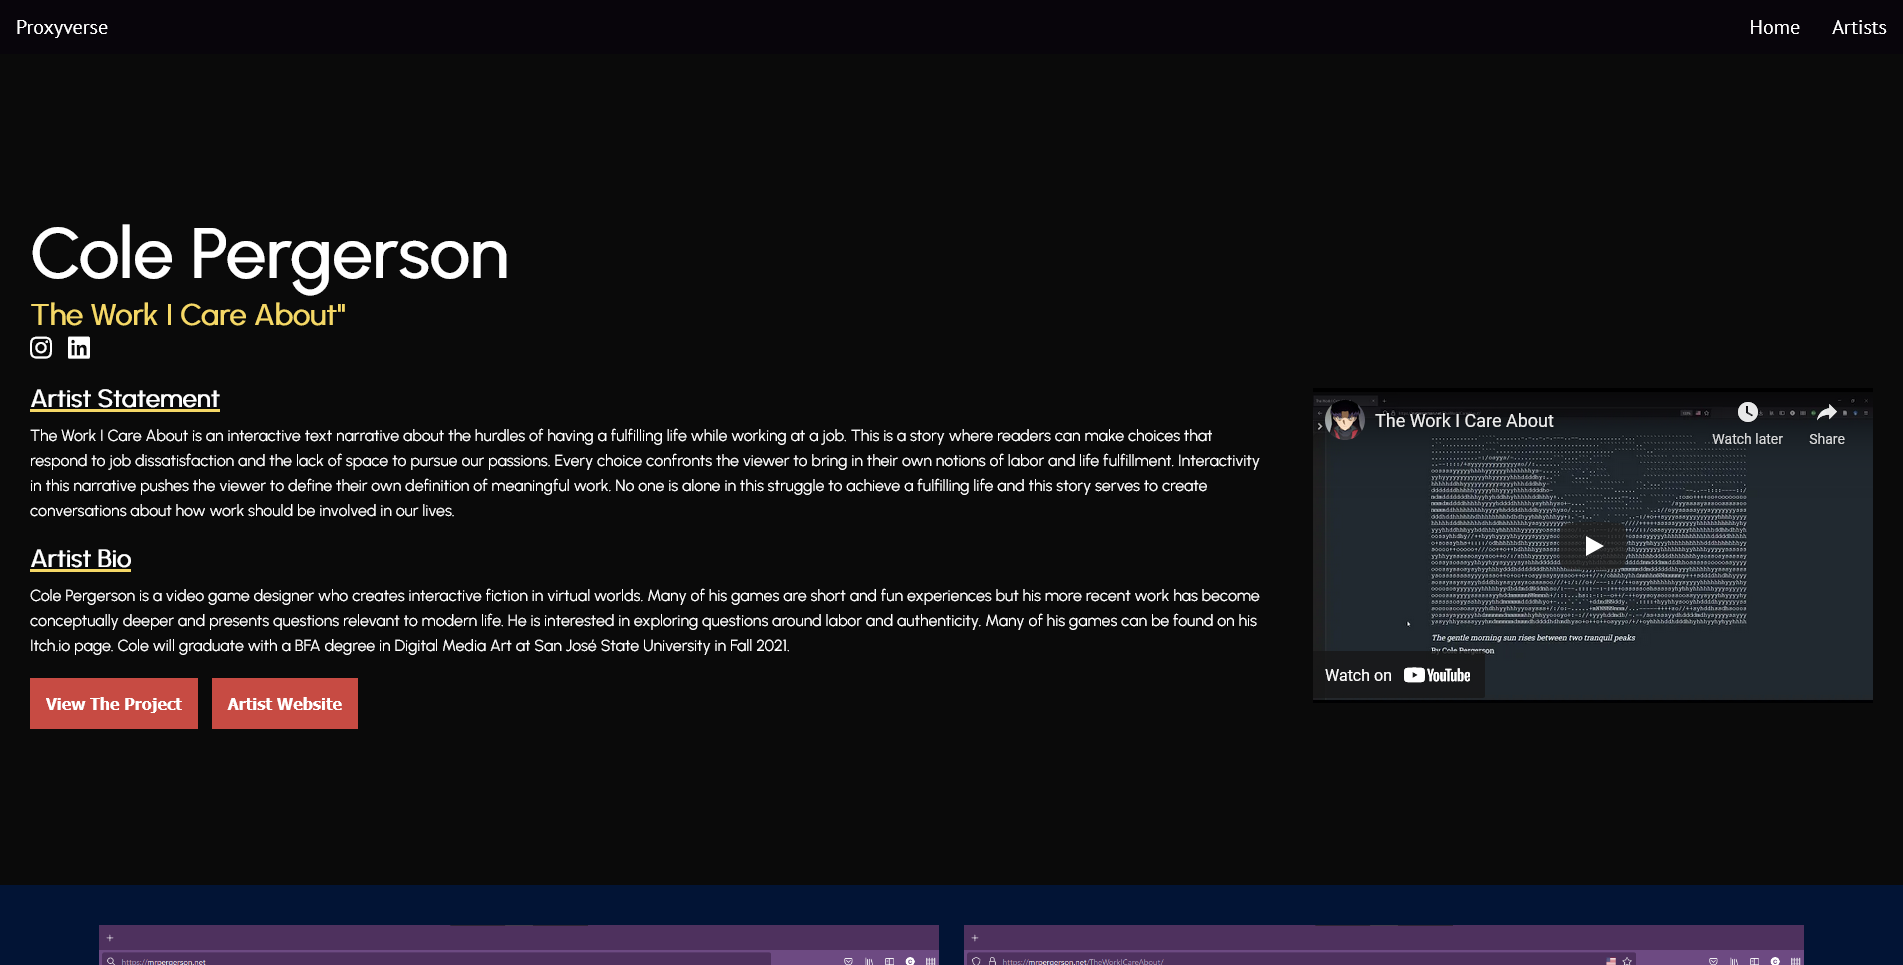 Proxyverse
Home
Artists
Cole Pergerson
The Work I Care About"
Artist Statement
The Work I Care About is an interactive text narrative about the hurdles of having a fulfilling life while working at a job. This is a story where readers can make choices that
respond to job dissatisfaction and the lack of space to pursue our passions. Every choice confronts the viewer to bring in their own notions of labor and life fulfillment. Interactivity
in this narrative pushes the viewer to define their own definition of meaningful work. No one is alone in this struggle to achieve a fulfilling life and this story serves to create
conversations about how work should be involved in our lives.
Artist Bio
Cole Pergerson is a video game designer who creates interactive fiction in virtual worlds. Many of his games are short and fun experiences but his more recent work has become
conceptually deeper and presents questions relevant to modern life. He is interested in exploring questions around labor and authenticity. Many of his games can be found on his
Itch.io page. Cole will graduate with a BFA degree in Digital Media Art at San José State University in Fall 2021.
View The Project
Artist Website
The Work I Care About
Watch later
Share
The gentle morning sun rises between two tranquil peaks
By Cole Pergerson
Watch on YouTube
https://mrpergerson.net
https://mrpergerson.net/TheWorkICareAbout/